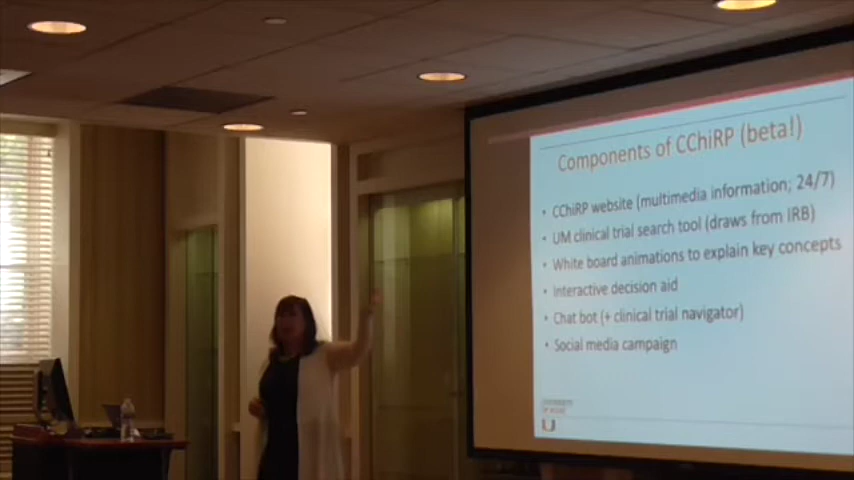 Components of CChiRP (beta!)
• CChiRP website (multimedia information; 24/7)
• UM clinical trial search tool (draws from IRB)
• White board animations to explain key concepts
• Interactive decision aid
• Chat bot (+ clinical trial navigator)
• Social media campaign
U